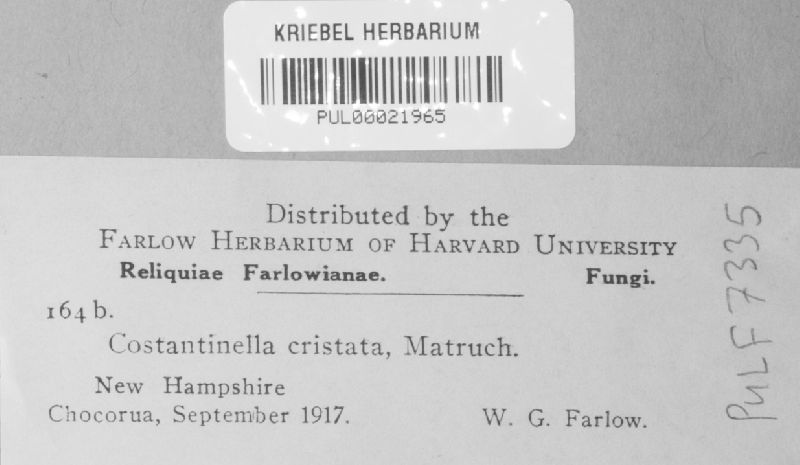 KRIEBEL HERBARIUM
PUL00021965
Distributed by the
FARLOW HERBARIUM OF HARVARD UNIVERSITY
Reliquiae Farlowianae. Fungi.
164 b.
Costantinella cristata, Matruch.
New Hampshire
Chocorua, September 1917. W. G. Farlow.
PULF7335